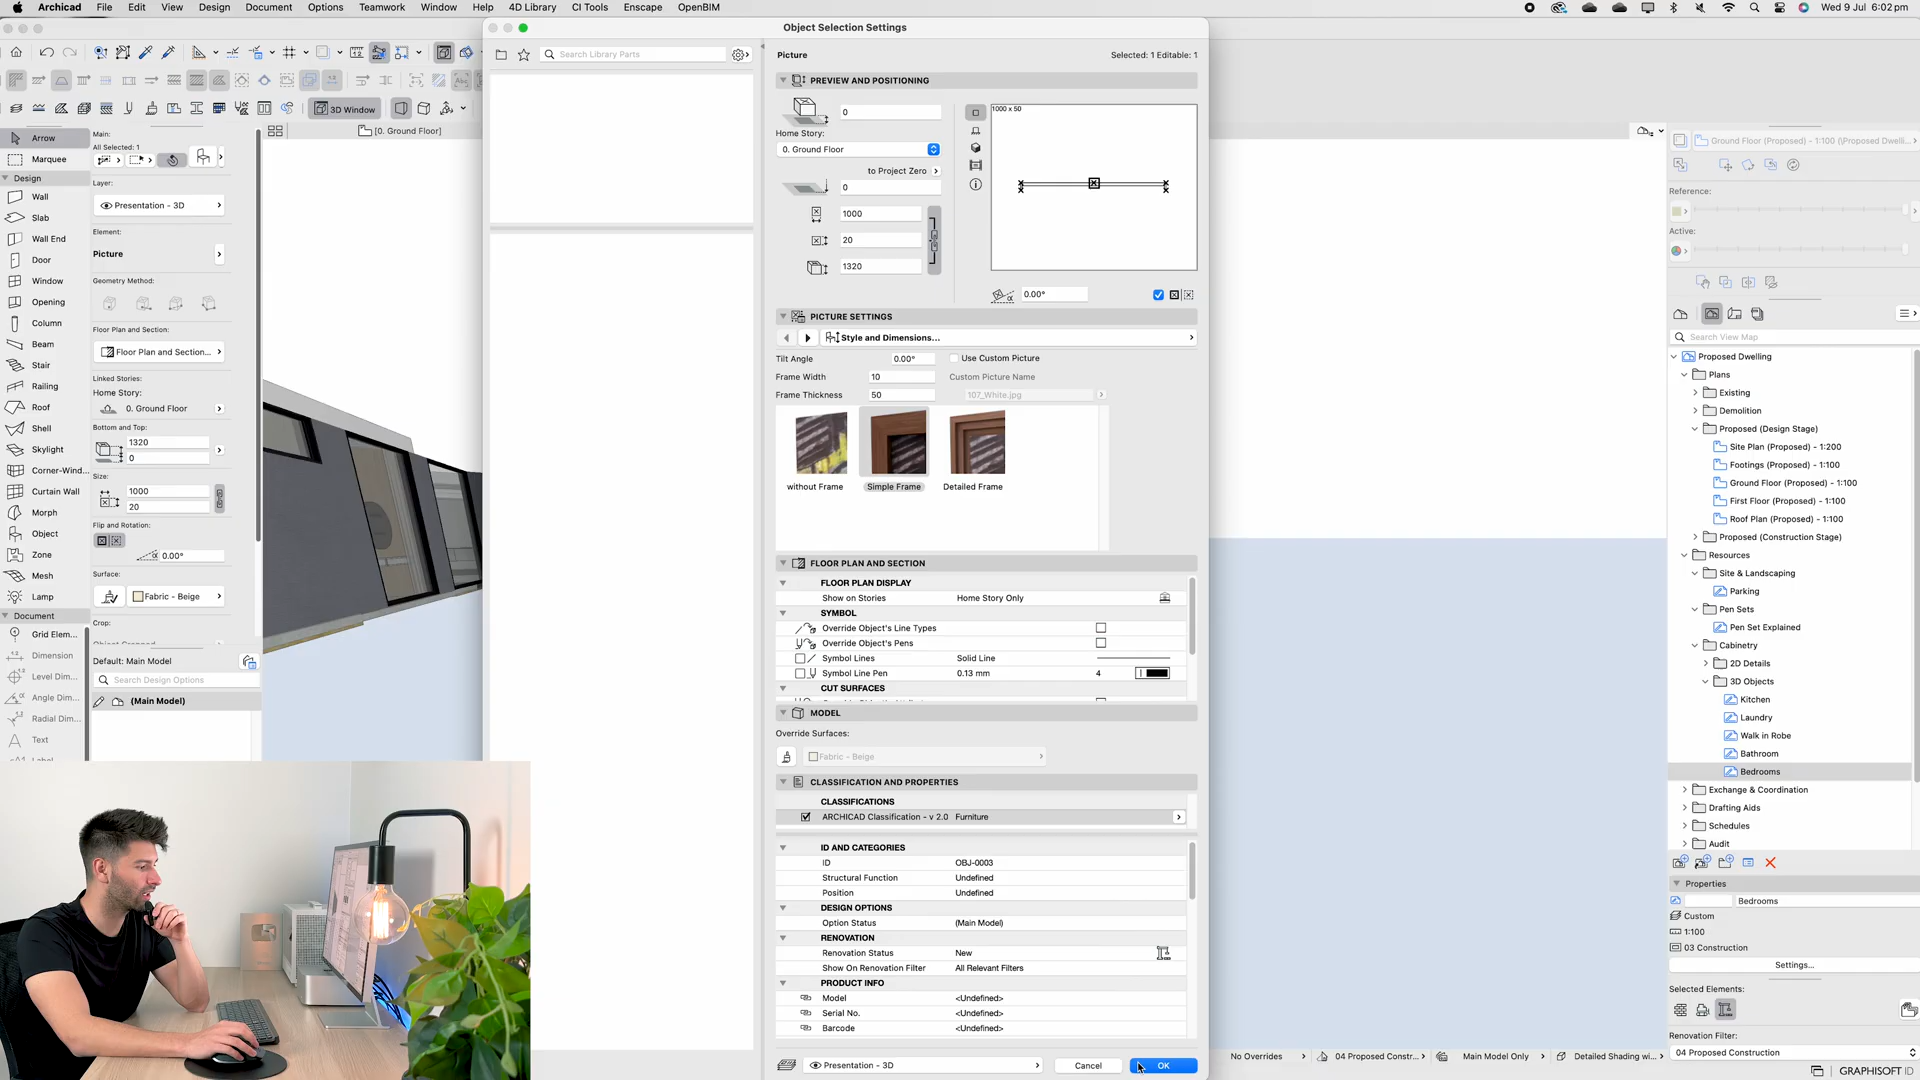 Archicad File Edit View Design Document Options Teamwork Window Help 4D Library CI Tools Enscape OpenBIM Wed 9 Jul 6:02 pm
Object Selection Settings
Search Library Parts
Picture
Selected: 1 Editable: 1
PREVIEW AND POSITIONING
0
Home Story:
0. Ground Floor
to Project Zero
0
1000
20
1320
1000 x 50
0.00°
PICTURE SETTINGS
Style and Dimensions...
Tilt Angle 0.00° Use Custom Picture
Frame Width 10 Custom Picture Name
Frame Thickness 50 107_White.jpg
without Frame Simple Frame Detailed Frame
FLOOR PLAN AND SECTION
FLOOR PLAN DISPLAY
Show on Stories Home Story Only
SYMBOL
Override Object's Line Types
Override Object's Pens
Symbol Lines Solid Line
Symbol Line Pen 0.13 mm 4
CUT SURFACES
MODEL
Override Surfaces:
Fabric - Beige
CLASSIFICATION AND PROPERTIES
CLASSIFICATIONS
ARCHICAD Classification - v 2.0 Furniture
ID AND CATEGORIES
ID OBJ-0003
Structural Function Undefined
Position Undefined
DESIGN OPTIONS
Option Status (Main Model)
RENOVATION
Renovation Status New
Show On Renovation Filter All Relevant Filters
PRODUCT INFO
Model <Undefined>
Serial No. <Undefined>
Barcode <Undefined>
Presentation - 3D Cancel OK
3D Window
[0. Ground Floor]
Arrow
Marquee
Design
Wall
Slab
Wall End
Door
Window
Opening
Column
Beam
Stair
Railing
Roof
Shell
Skylight
Corner-Wind...
Curtain Wall
Morph
Object
Zone
Mesh
Lamp
Document
Grid Elem...
Dimension
Level Dim...
Angle Dim...
Radial Dim...
Text
Label
Main:
All Selected: 1
Layer:
Presentation - 3D
Element:
Picture
Geometry Method:
Floor Plan and Section:
Floor Plan and Section...
Linked Stories:
Home Story:
0. Ground Floor
Bottom and Top:
1320
0
Size:
1000
20
Flip and Rotation:
0.00°
Surface:
Fabric - Beige
Crop:
Default: Main Model
Search Design Options
(Main Model)
Ground Floor (Proposed) - 1:100 (\Proposed Dwelli...
Reference:
Active:
Search View Map
Proposed Dwelling
Plans
Existing
Demolition
Proposed (Design Stage)
Site Plan (Proposed) - 1:200
Footings (Proposed) - 1:100
Ground Floor (Proposed) - 1:100
First Floor (Proposed) - 1:100
Roof Plan (Proposed) - 1:100
Proposed (Construction Stage)
Resources
Site & Landscaping
Parking
Pen Sets
Pen Set Explained
Cabinetry
2D Details
3D Objects
Kitchen
Laundry
Walk in Robe
Bathroom
Bedrooms
Exchange & Coordination
Drafting Aids
Schedules
Audit
Properties
Bedrooms
Custom
1:100
03 Construction
Settings...
Selected Elements:
Renovation Filter:
04 Proposed Construction
No Overrides 04 Proposed Constr... Main Model Only Detailed Shading wi...
GRAPHISOFT ID